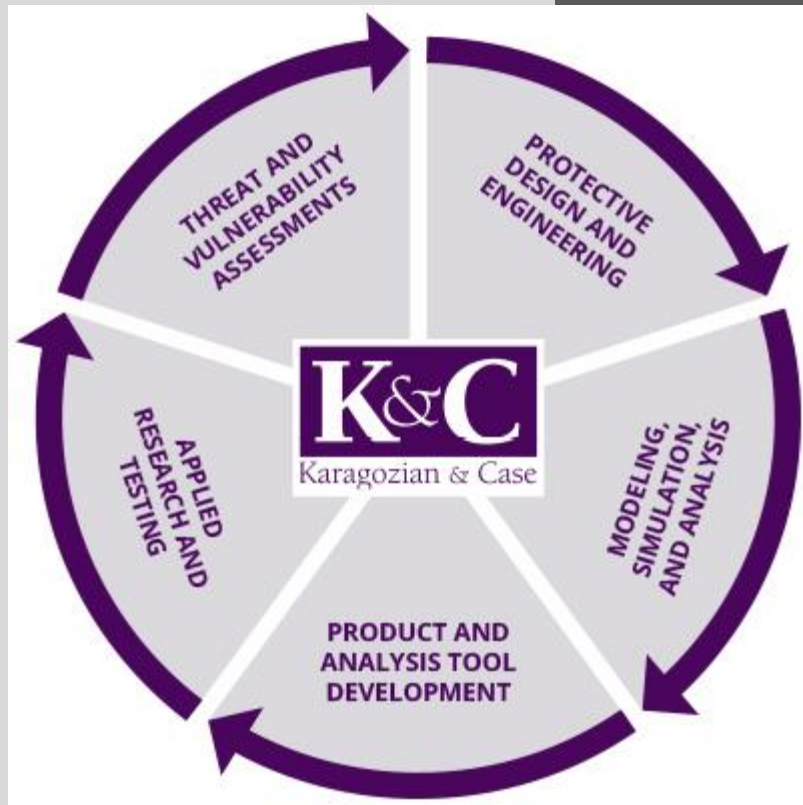 THREAT AND
VULNERABILITY
ASSESSMENTS
PROTECTIVE
DESIGN AND
ENGINEERING
K&C
Karagozian & Case
APPLIED
RESEARCH AND
TESTING
MODELING,
SIMULATION,
AND ANALYSIS
PRODUCT AND
ANALYSIS TOOL
DEVELOPMENT